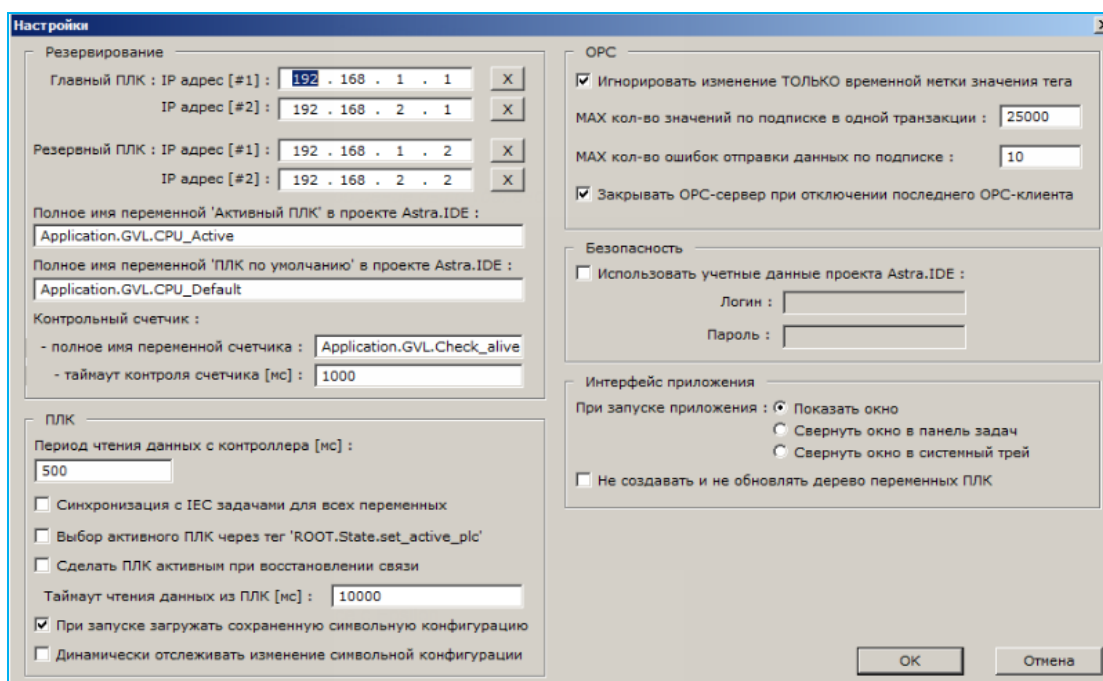 Настройки
Резервирование
Главный ПЛК : IP адрес [#1] : 192 . 168 . 1 . 1 X
IP адрес [#2] : 192 . 168 . 2 . 1 X
Резервный ПЛК : IP адрес [#1] : 192 . 168 . 1 . 2 X
IP адрес [#2] : 192 . 168 . 2 . 2 X
Полное имя переменной 'Активный ПЛК' в проекте Astra.IDE :
Application.GVL.CPU_Active
Полное имя переменной 'ПЛК по умолчанию' в проекте Astra.IDE :
Application.GVL.CPU_Default
Контрольный счетчик :
- полное имя переменной счетчика : Application.GVL.Check_alive
- таймаут контроля счетчика [мс] : 1000
ПЛК
Период чтения данных с контроллера [мс] :
500
Синхронизация с IEC задачами для всех переменных
Выбор активного ПЛК через тег 'ROOT.State.set_active_plc'
Сделать ПЛК активным при восстановлении связи
Таймаут чтения данных из ПЛК [мс] : 10000
При запуске загружать сохраненную символьную конфигурацию
Динамически отслеживать изменение символьной конфигурации
OPC
Игнорировать изменение ТОЛЬКО временной метки значения тега
MAX кол-во значений по подписке в одной транзакции : 25000
MAX кол-во ошибок отправки данных по подписке : 10
Закрывать OPC-сервер при отключении последнего OPC-клиента
Безопасность
Использовать учетные данные проекта Astra.IDE :
Логин :
Пароль :
Интерфейс приложения
При запуске приложения : Показать окно
Свернуть окно в панель задач
Свернуть окно в системный трей
Не создавать и не обновлять дерево переменных ПЛК
OK Отмена